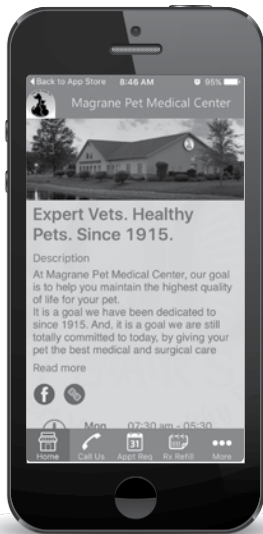 Back to App Store 8:46 AM 95%
Magrane Pet Medical Center
Expert Vets. Healthy
Pets. Since 1915.
Description
At Magrane Pet Medical Center, our goal
is to help you maintain the highest quality
of life for your pet.
It is a goal we have been dedicated to
since 1915. And, it is a goal we are still
totally committed to today, by giving your
pet the best medical and surgical care
Read more
f
Mon 07:30 am - 05:30
31
Home Call Us Appt Req Rx Refill More